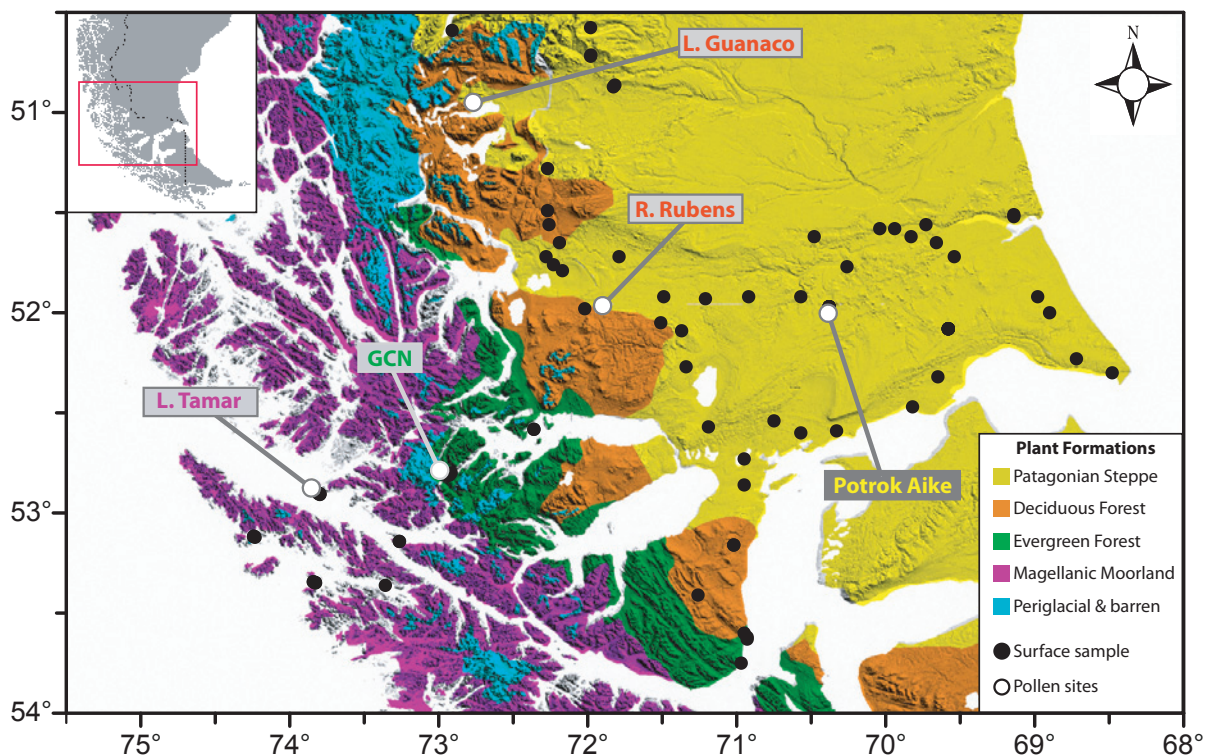 N
L. Guanaco
51°
R. Rubens
52°
GCN
L. Tamar
Potrok Aike
53°
54°
Plant Formations
Patagonian Steppe
Deciduous Forest
Evergreen Forest
Magellanic Moorland
Periglacial & barren
Surface sample
Pollen sites
75° 74° 73° 72° 71° 70° 69° 68°